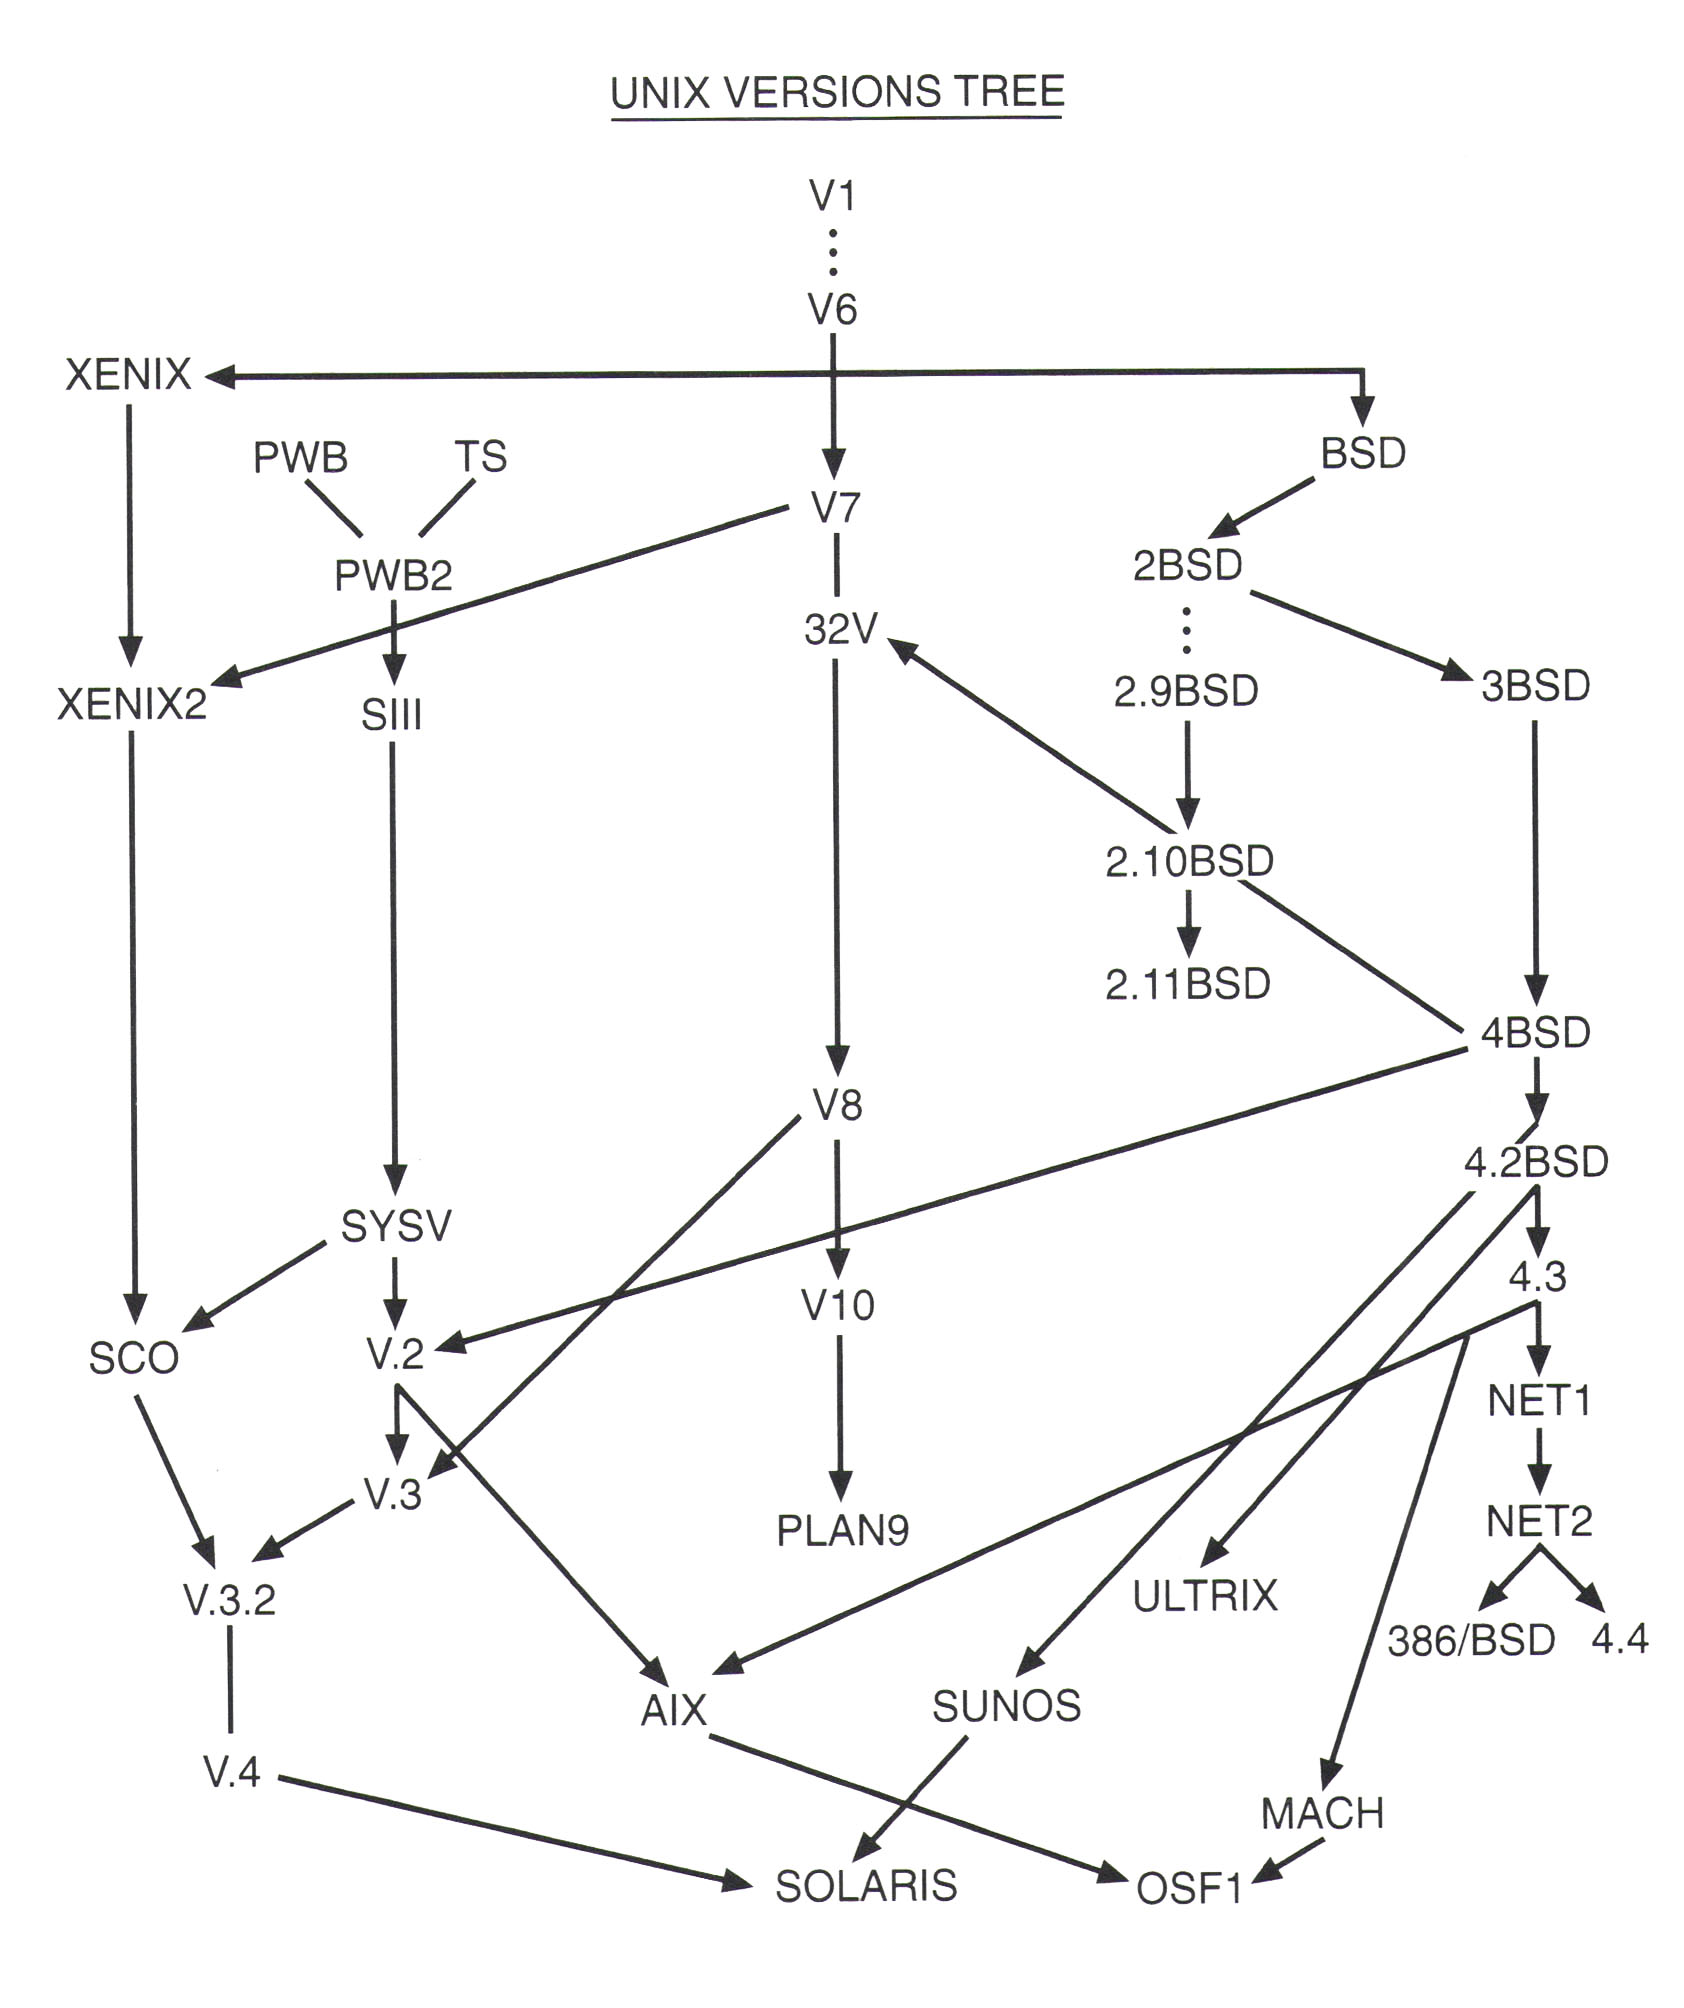 UNIX VERSIONS TREE
V1
V6
XENIX
PWB
TS
BSD
V7
2BSD
PWB2
32V
XENIX2
SIII
2.9BSD
3BSD
2.10BSD
2.11BSD
4BSD
V8
4.2BSD
SYSV
4.3
V10
SCO
V.2
NET1
V.3
PLAN9
NET2
V.3.2
ULTRIX
386/BSD
4.4
AIX
SUNOS
V.4
MACH
SOLARIS
OSF1